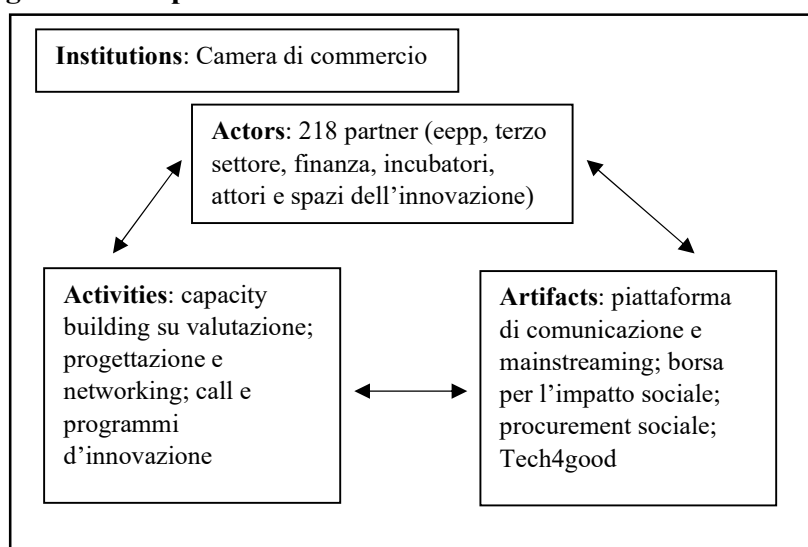 Institutions: Camera di commercio
Actors: 218 partner (eepp, terzo
settore, finanza, incubatori,
attori e spazi dell’innovazione)
Activities: capacity
building su valutazione;
progettazione e
networking; call e
programmi
d’innovazione
Artifacts: piattaforma
di comunicazione e
mainstreaming; borsa
per l’impatto sociale;
procurement sociale;
Tech4good